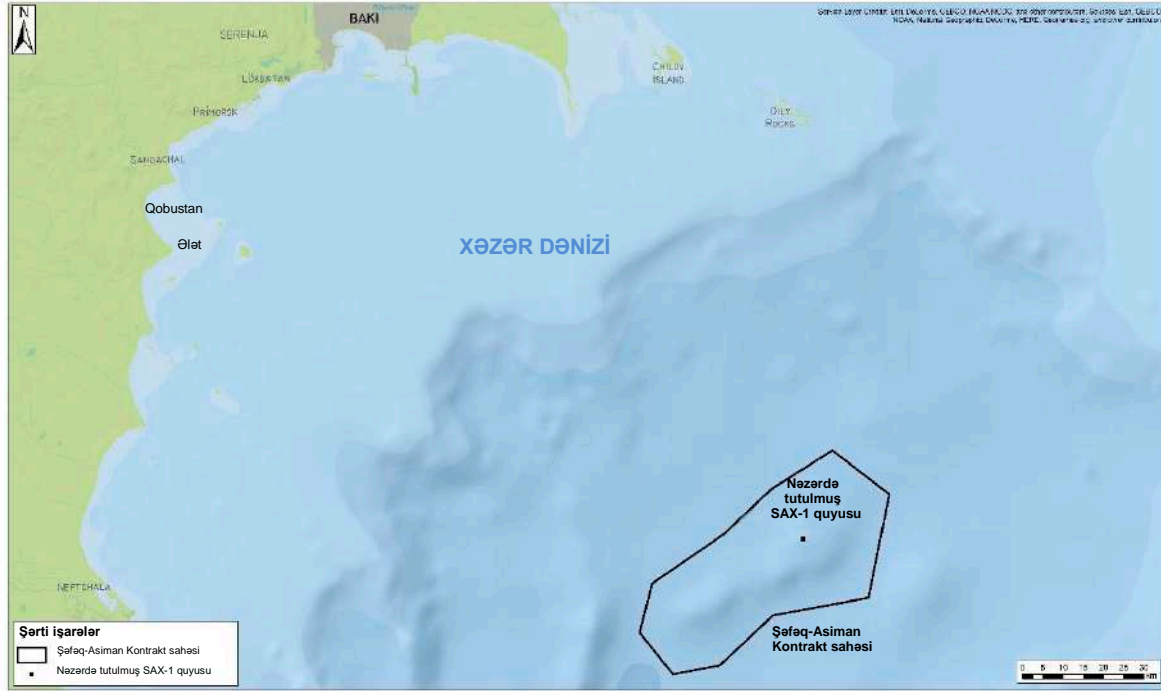 N
BAKI
SERENJA
LÖKBATAN
CHILOV
ISLAND
PRIMORSK
OILY
ROCKS
SANGACHAL
Qobustan
Ələt
XƏZƏR DƏNİZİ
Nəzərdə
tutulmuş
SAX-1 quyusu
NEFTCHALA
Şərti işarələr
Şəfəq-Asiman Kontrakt sahəsi
Nəzərdə tutulmuş SAX-1 quyusu
Şəfəq-Asiman
Kontrakt sahəsi
0 5 10 15 20 25 30
km